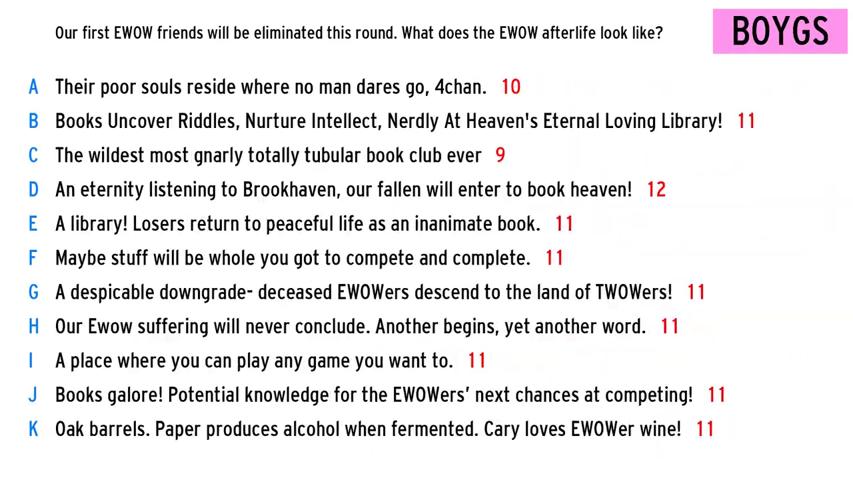 Our first EWOW friends will be eliminated this round. What does the EWOW afterlife look like?
BOYGS
A Their poor souls reside where no man dares go, 4chan. 10
B Books Uncover Riddles, Nurture Intellect, Nerdly At Heaven's Eternal Loving Library! 11
C The wildest most gnarly totally tubular book club ever 9
D An eternity listening to Brookhaven, our fallen will enter to book heaven! 12
E A library! Losers return to peaceful life as an inanimate book. 11
F Maybe stuff will be whole you got to compete and complete. 11
G A despicable downgrade- deceased EWOWers descend to the land of TWOWers! 11
H Our Ewow suffering will never conclude. Another begins, yet another word. 11
I A place where you can play any game you want to. 11
J Books galore! Potential knowledge for the EWOWers’ next chances at competing! 11
K Oak barrels. Paper produces alcohol when fermented. Cary loves EWOWer wine! 11